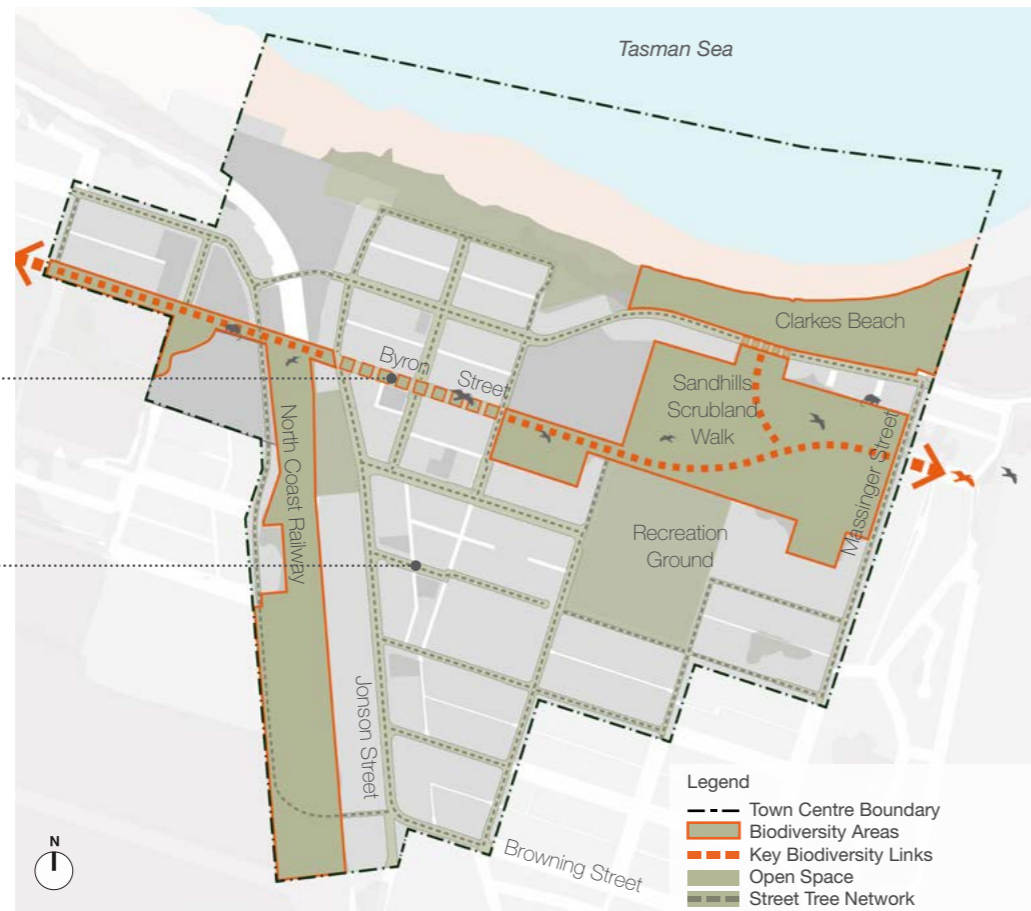 Tasman Sea
Clarkes Beach
Byron
Street
Sandhills
Scrubland
Walk
North Coast Railway
Massinger Street
Recreation
Ground
Jonson Street
Browning Street
N
Legend
Town Centre Boundary
Biodiversity Areas
Key Biodiversity Links
Open Space
Street Tree Network